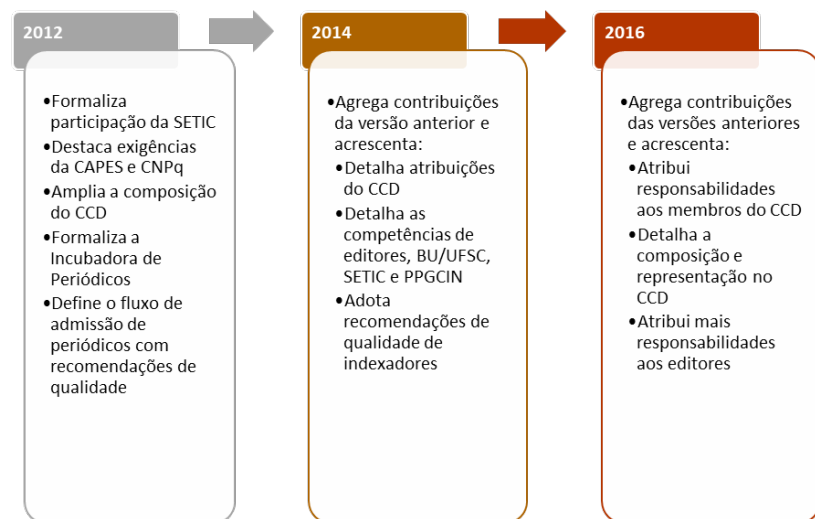 2012
•Formaliza
participação da SETIC
•Destaca exigências
da CAPES e CNPq
•Amplia a composição
do CCD
•Formaliza a
Incubadora de
Periódicos
•Define o fluxo de
admissão de
periódicos com
recomendações de
qualidade
2014
•Agrega contribuições
da versão anterior e
acrescenta:
•Detalha atribuições
do CCD
•Detalha as
competências de
editores, BU/UFSC,
SETIC e PPGCIN
•Adota
recomendações de
qualidade de
indexadores
2016
•Agrega contribuições
das versões anteriores
e acrescenta:
•Atribui
responsabilidades
aos membros do CCD
•Detalha a
composição e
representação no
CCD
•Atribui mais
responsabilidades
aos editores